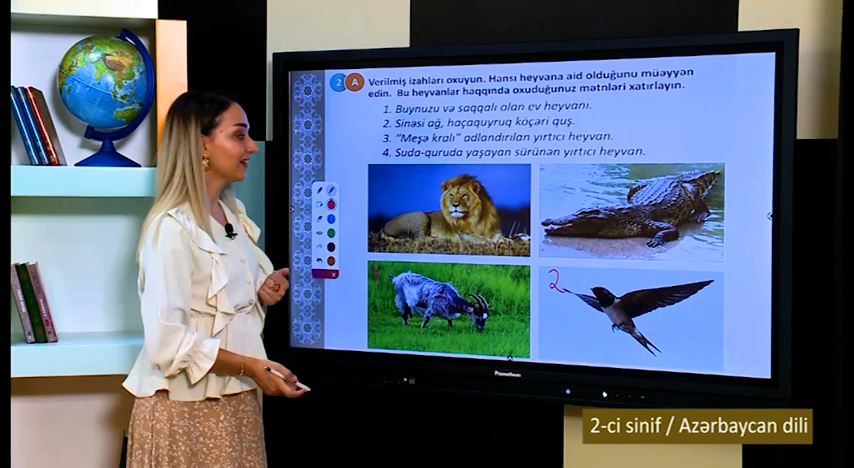 2 A Verilmiş izahları oxuyun. Hansı heyvana aid olduğunu müəyyən
edin. Bu heyvanlar haqqında oxuduğunuz mətnləri xatırlayın.
1. Buynuzu və saqqalı olan ev heyvanı.
2. Sinəsi ağ, haçaquyruq köçəri quş.
3. "Meşə kralı" adlandırılan yırtıcı heyvan.
4. Suda-quruda yaşayan sürünən yırtıcı heyvan.
2
Promethean
2-ci sinif / Azərbaycan dili